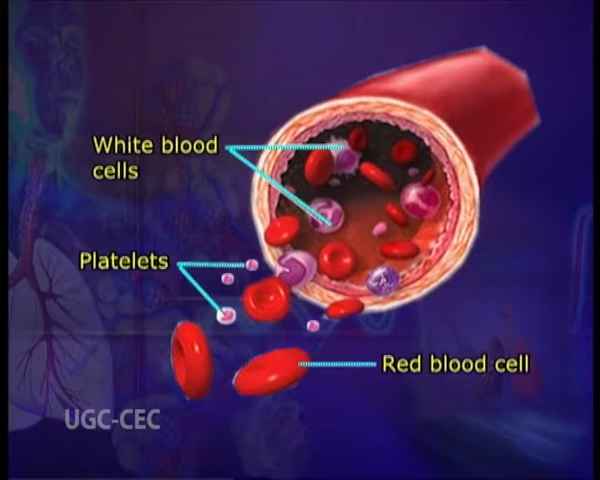 White blood
cells
Platelets
Red blood cell
UGC-CEC